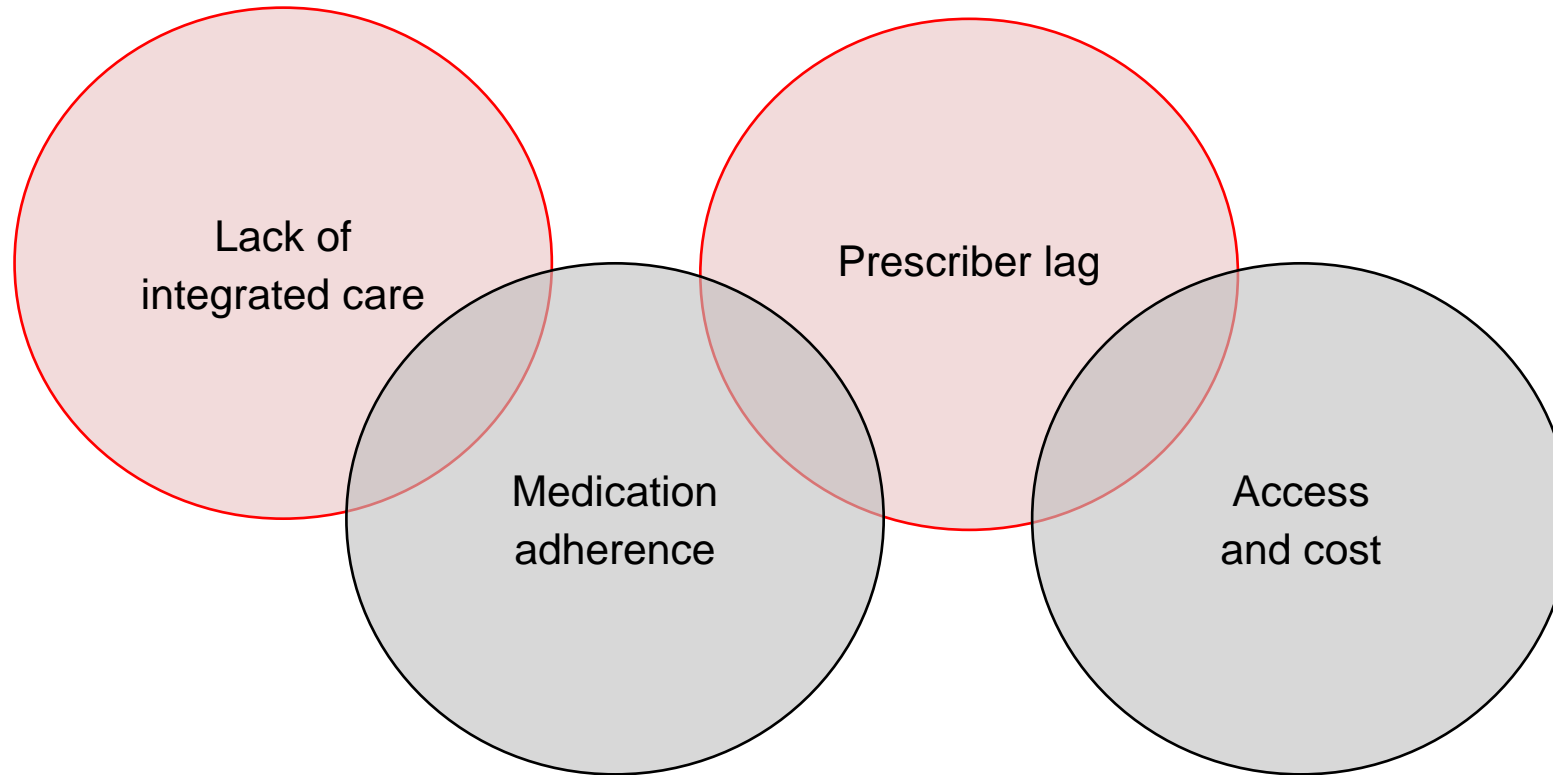 Lack of
integrated care
Prescriber lag
Medication
adherence
Access
and cost